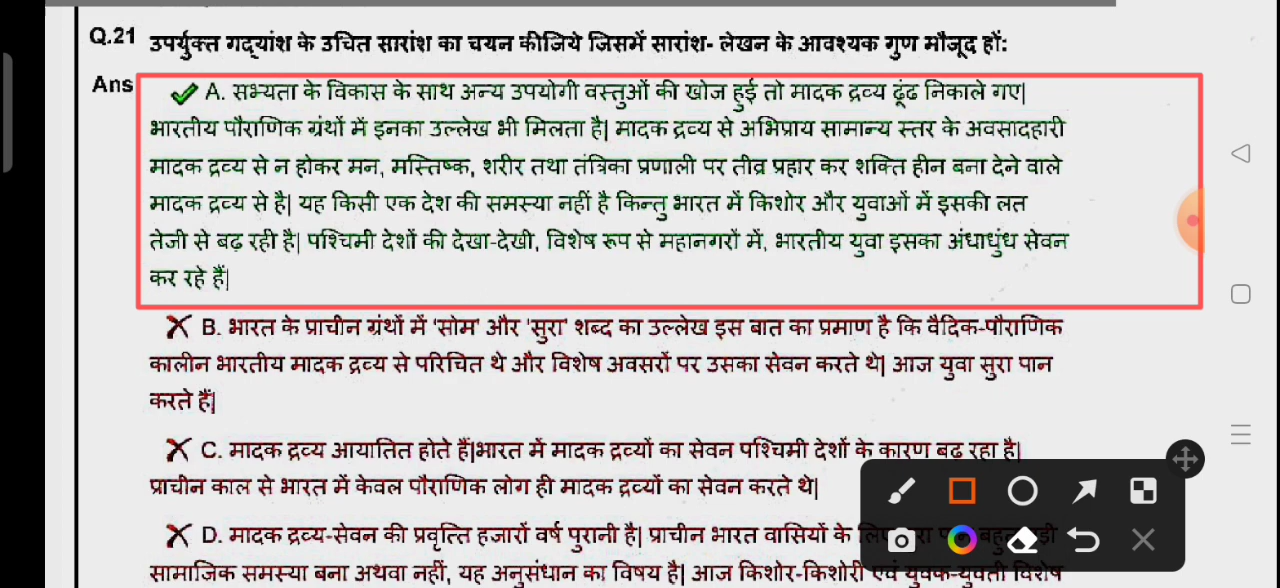 Q.21 उपर्युक्त गद्यांश के उचित सारांश का चयन कीजिये जिसमें सारांश- लेखन के आवश्यक गुण मौजूद हों:
Ans A. सभ्यता के विकास के साथ अन्य उपयोगी वस्तुओं की खोज हुई तो मादक द्रव्य ढूंढ निकाले गए|
भारतीय पौराणिक ग्रंथों में इनका उल्लेख भी मिलता है| मादक द्रव्य से अभिप्राय सामान्य स्तर के अवसादहारी
मादक द्रव्य से न होकर मन, मस्तिष्क, शरीर तथा तंत्रिका प्रणाली पर तीव्र प्रहार कर शक्ति हीन बना देने वाले
मादक द्रव्य से है| यह किसी एक देश की समस्या नहीं है किन्तु भारत में किशोर और युवाओं में इसकी लत
तेजी से बढ़ रही है| पश्चिमी देशों की देखा-देखी, विशेष रूप से महानगरों में, भारतीय युवा इसका अंधाधुंध सेवन
कर रहे हैं|
B. भारत के प्राचीन ग्रंथों में 'सोम' और 'सुरा' शब्द का उल्लेख इस बात का प्रमाण है कि वैदिक-पौराणिक
कालीन भारतीय मादक द्रव्य से परिचित थे और विशेष अवसरों पर उसका सेवन करते थे| आज युवा सुरा पान
करते हैं|
C. मादक द्रव्य आयातित होते हैं|भारत में मादक द्रव्यों का सेवन पश्चिमी देशों के कारण बढ़ रहा है|
प्राचीन काल से भारत में केवल पौराणिक लोग ही मादक द्रव्यों का सेवन करते थे|
D. मादक द्रव्य-सेवन की प्रवृत्ति हजारों वर्ष पुरानी है| प्राचीन भारत वासियों के
सामाजिक समस्या बना अथवा नहीं, यह अनुसंधान का विषय है| आज किशोर-किशोरी एवं युवक-युवती विशेष